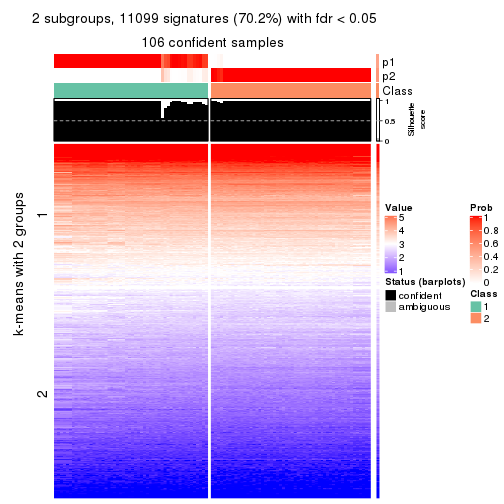 2 subgroups, 11099 signatures (70.2%) with fdr < 0.05
106 confident samples
p1
p2
Class
1
0.5
0
Silhouette
score
k-means with 2 groups
1
2
Value
5
4
3
2
1
Status (barplots)
confident
ambiguous
Prob
1
0.8
0.6
0.4
0.2
0
Class
1
2